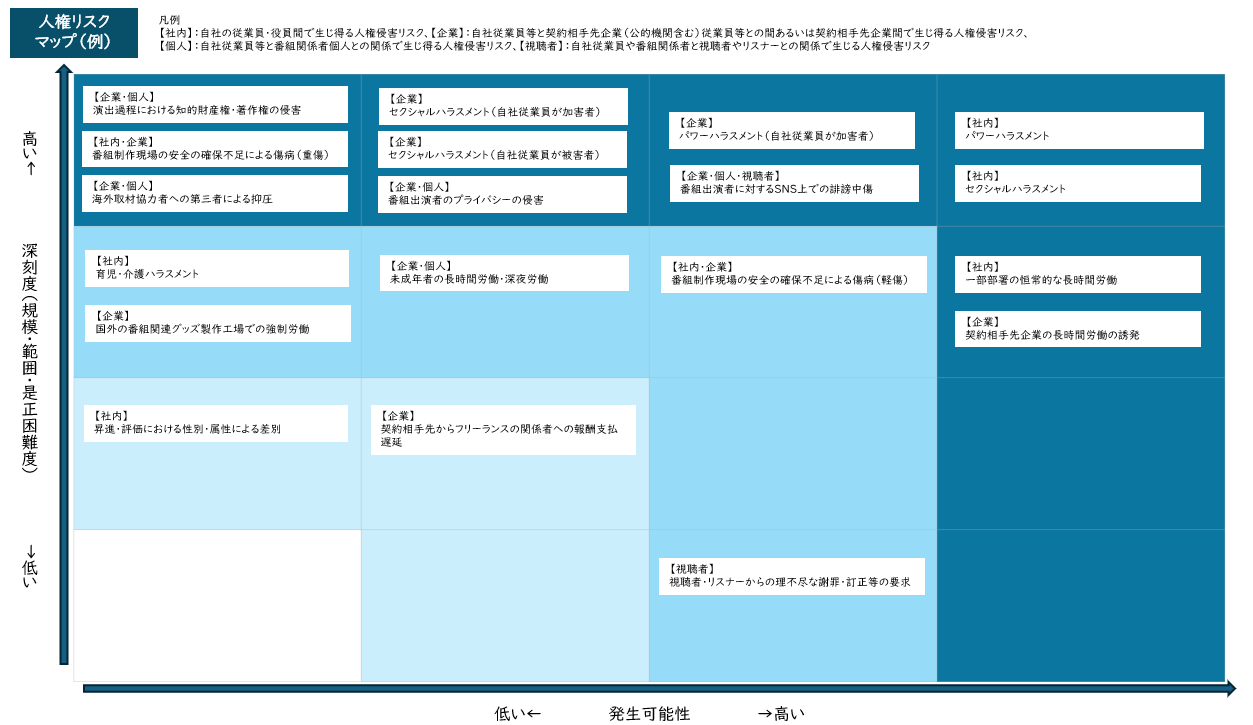 人権リスク
マップ（例）
凡例
【社内】：自社の従業員・役員間で生じ得る人権侵害リスク、【企業】：自社従業員等と契約相手先企業（公的機関含む）従業員等との間あるいは契約相手先企業間で生じ得る人権侵害リスク、
【個人】：自社従業員等と番組関係者個人との関係で生じ得る人権侵害リスク、【視聴者】：自社従業員や番組関係者と視聴者やリスナーとの関係で生じる人権侵害リスク
高い↑
深刻度（規模・範囲・是正困難度）
↓低い
【企業・個人】
演出過程における知的財産権・著作権の侵害
【社内・企業】
番組制作現場の安全の確保不足による傷病（重傷）
【企業・個人】
海外取材協力者への第三者による抑圧
【企業】
セクシャルハラスメント（自社従業員が加害者）
【企業】
セクシャルハラスメント（自社従業員が被害者）
【企業・個人】
番組出演者のプライバシーの侵害
【企業】
パワーハラスメント（自社従業員が加害者）
【企業・個人・視聴者】
番組出演者に対するSNS上での誹謗中傷
【社内】
パワーハラスメント
【社内】
セクシャルハラスメント
【社内】
育児・介護ハラスメント
【企業】
国外の番組関連グッズ製作工場での強制労働
【企業・個人】
未成年者の長時間労働・深夜労働
【社内・企業】
番組制作現場の安全の確保不足による傷病（軽傷）
【社内】
一部部署の恒常的な長時間労働
【企業】
契約相手先企業の長時間労働の誘発
【社内】
昇進・評価における性別・属性による差別
【企業】
契約相手先からフリーランスの関係者への報酬支払
遅延
【視聴者】
視聴者・リスナーからの理不尽な謝罪・訂正等の要求
低い← 発生可能性 →高い